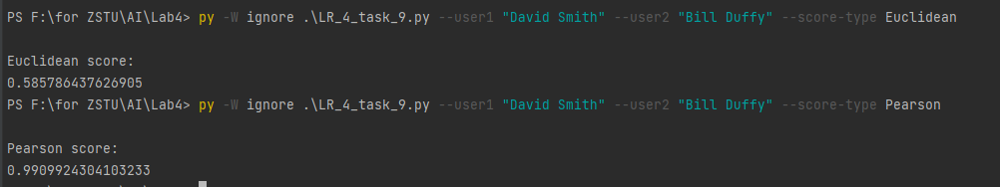 PS F:\for ZSTU\AI\Lab4> py -W ignore .\LR_4_task_9.py --user1 "David Smith" --user2 "Bill Duffy" --score-type Euclidean
Euclidean score:
0.585786437626905
PS F:\for ZSTU\AI\Lab4> py -W ignore .\LR_4_task_9.py --user1 "David Smith" --user2 "Bill Duffy" --score-type Pearson
Pearson score:
0.9909924304103233